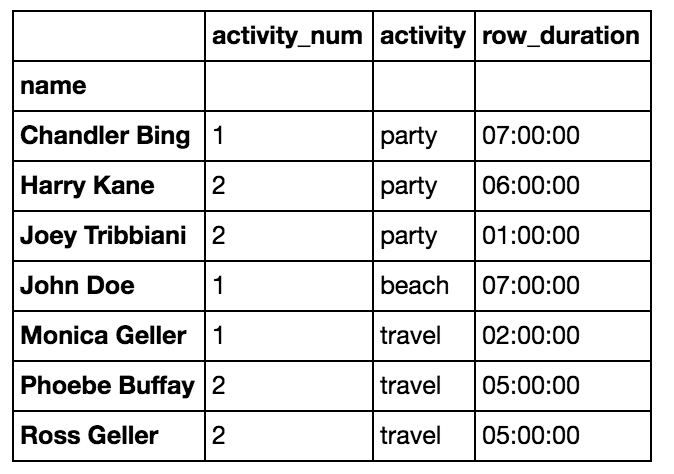 activity_num activity row_duration
name
Chandler Bing 1 party 07:00:00
Harry Kane 2 party 06:00:00
Joey Tribbiani 2 party 01:00:00
John Doe 1 beach 07:00:00
Monica Geller 1 travel 02:00:00
Phoebe Buffay 2 travel 05:00:00
Ross Geller 2 travel 05:00:00